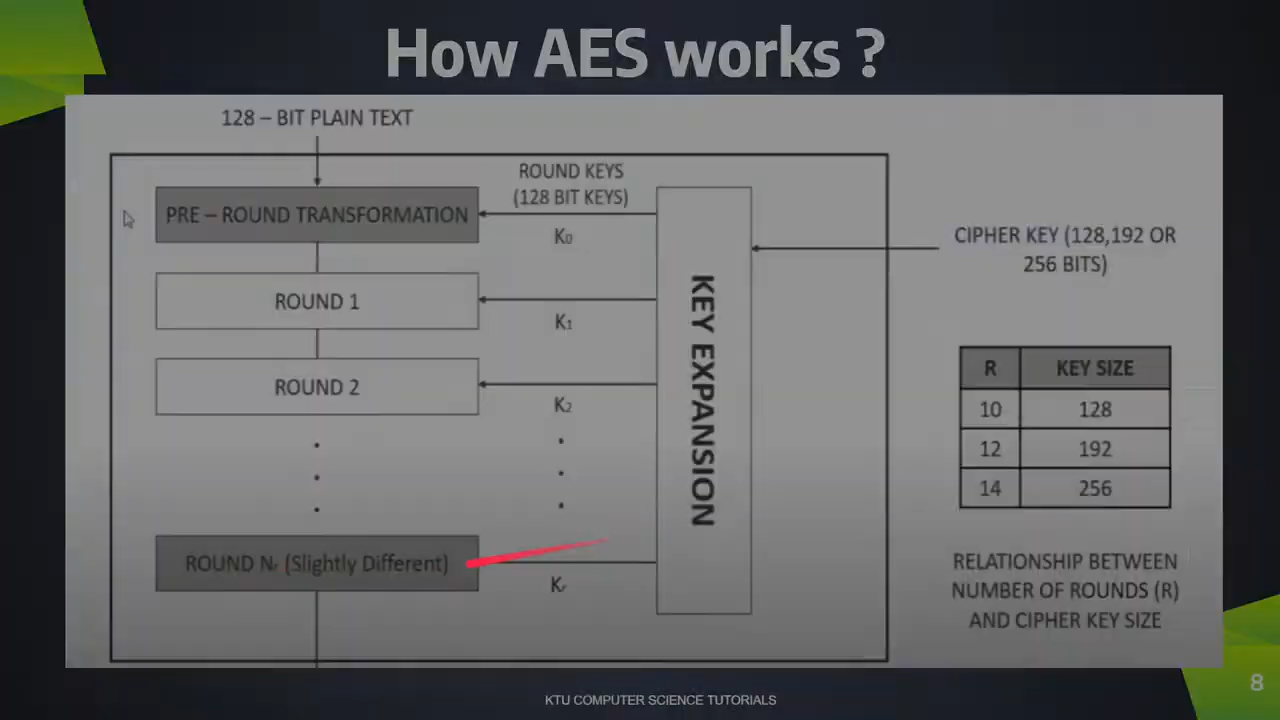 How AES works ?
128 – BIT PLAIN TEXT
ROUND KEYS
(128 BIT KEYS)
PRE – ROUND TRANSFORMATION
K0
CIPHER KEY (128,192 OR
256 BITS)
ROUND 1
K1
ROUND 2
K2
KEY EXPANSION
R KEY SIZE
10 128
12 192
14 256
ROUND Nr (Slightly Different)
Kr
RELATIONSHIP BETWEEN
NUMBER OF ROUNDS (R)
AND CIPHER KEY SIZE
KTU COMPUTER SCIENCE TUTORIALS
8